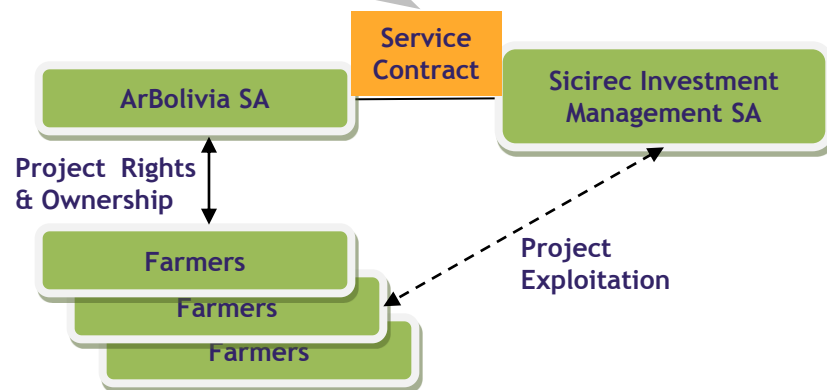 Service
Contract
ArBolivia SA
Sicirec Investment
Management SA
Project Rights
& Ownership
Farmers
Project
Exploitation
Farmers
Farmers